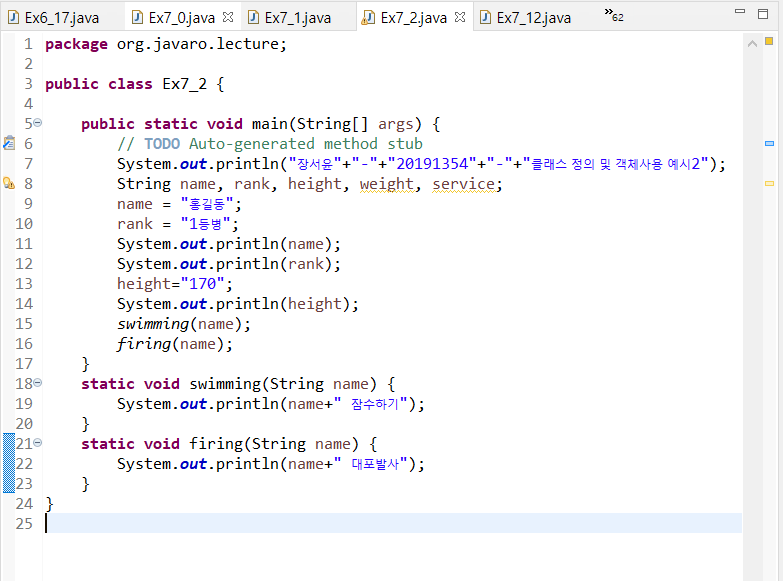 Ex6_17.java Ex7_0.java Ex7_1.java Ex7_2.java Ex7_12.java »62
1 package org.javaro.lecture;
2
3 public class Ex7_2 {
4
5 public static void main(String[] args) {
6 // TODO Auto-generated method stub
7 System.out.println("장서윤"+"-"+"20191354"+"-"+"클래스 정의 및 객체사용 예시2");
8 String name, rank, height, weight, service;
9 name = "홍길동";
10 rank = "1등병";
11 System.out.println(name);
12 System.out.println(rank);
13 height="170";
14 System.out.println(height);
15 swimming(name);
16 firing(name);
17 }
18 static void swimming(String name) {
19 System.out.println(name+" 잠수하기");
20 }
21 static void firing(String name) {
22 System.out.println(name+" 대포발사");
23 }
24 }
25